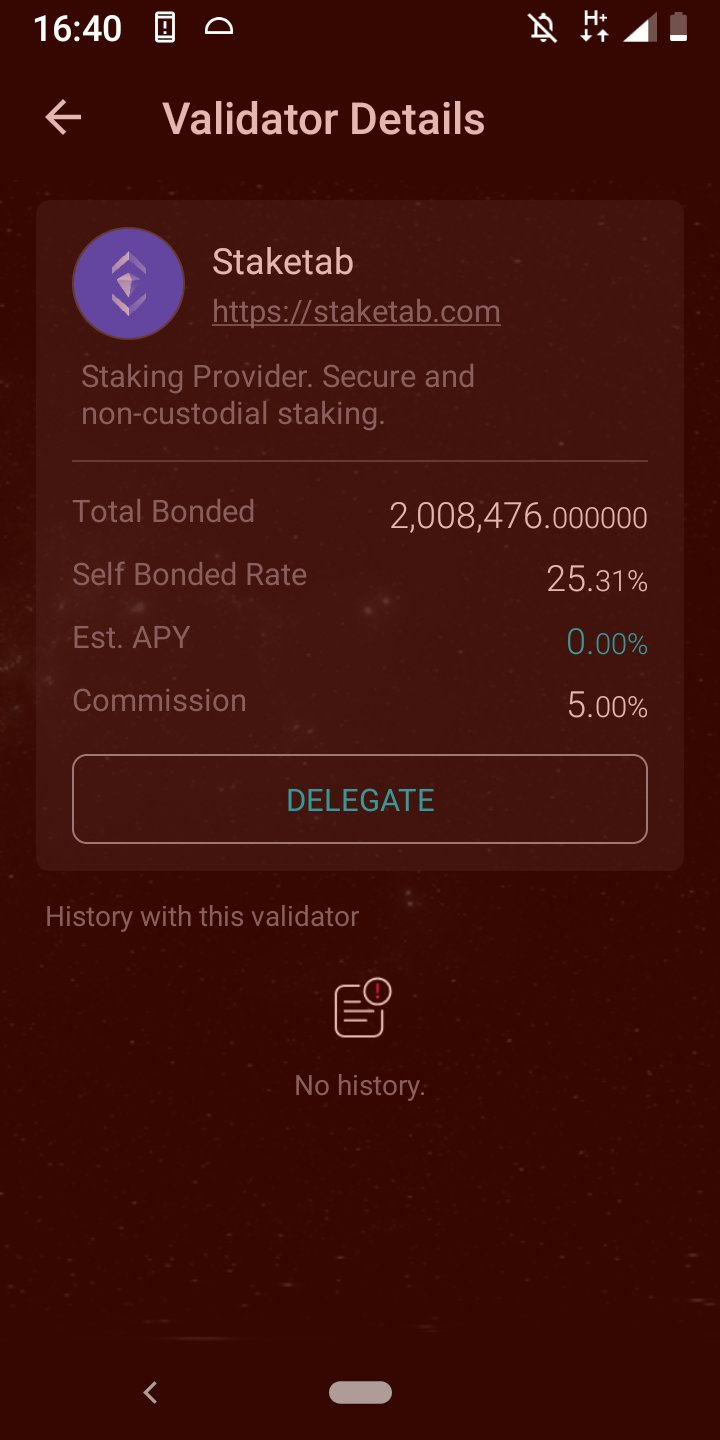 16:40
H+
Validator Details
Staketab
https://staketab.com
Staking Provider. Secure and
non-custodial staking.
Total Bonded 2,008,476.000000
Self Bonded Rate 25.31%
Est. APY 0.00%
Commission 5.00%
DELEGATE
History with this validator
No history.